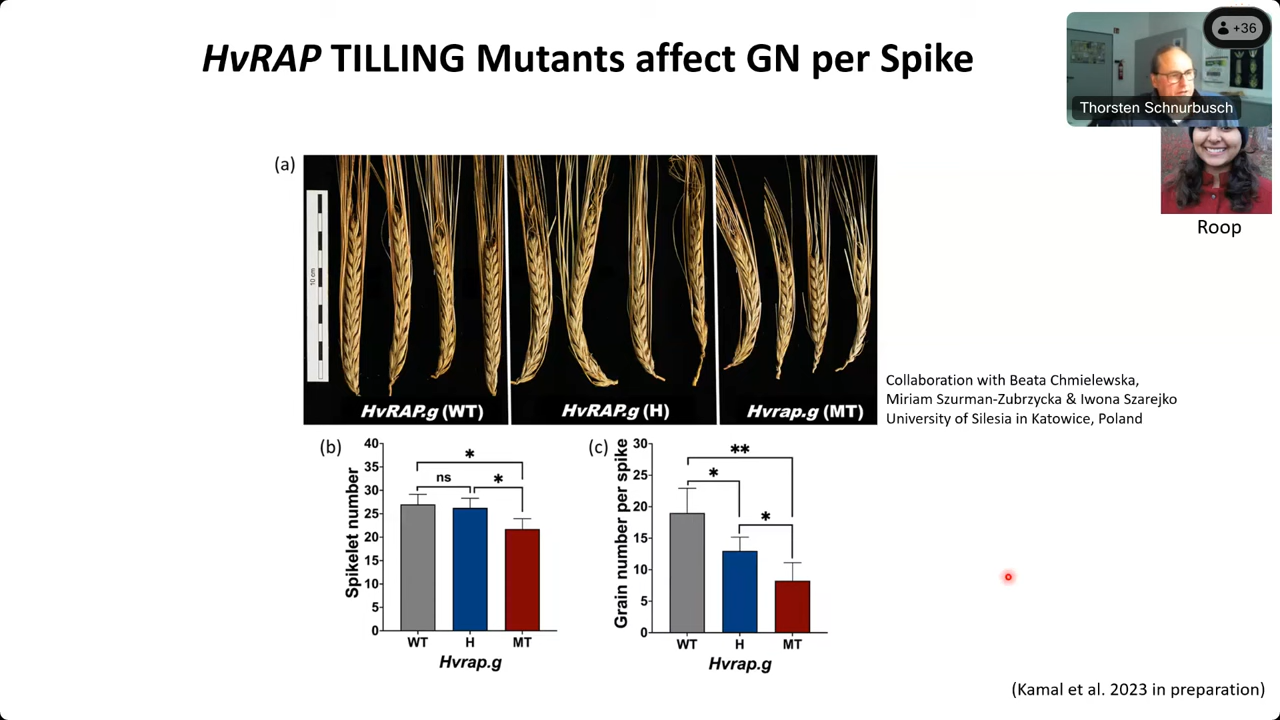 HvRAP TILLING Mutants affect GN per Spike
+36
Thorsten Schnurbusch
Roop
(a)
10 cm
HvRAP.g (WT)
HvRAP.g (H)
Hvrap.g (MT)
Collaboration with Beata Chmielewska,
Miriam Szurman-Zubrzycka & Iwona Szarejko
University of Silesia in Katowice, Poland
(b)
Spikelet number
40
35
30
25
20
15
10
5
0
*
ns
*
WT H MT
Hvrap.g
(c)
Grain number per spike
30
25
20
15
10
5
0
**
*
*
WT H MT
Hvrap.g
(Kamal et al. 2023 in preparation)